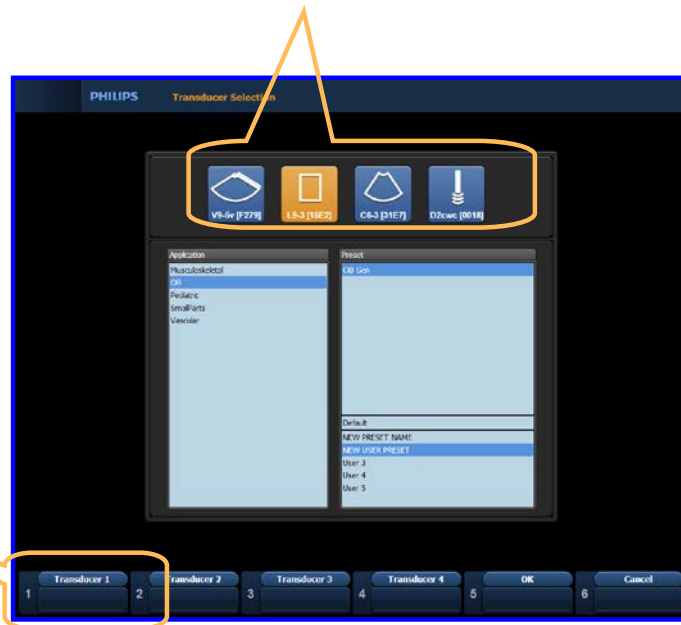 PHILIPS Transducer Selection
V9-5v [F279] L9-3 [15E2] C6-3 [31E7] D2cwc [0018]
Application
Musculoskeletal
OB
Pediatric
SmallParts
Vascular
Preset
OB Gen
Default
NEW PRESET NAME
NEW USER PRESET
User 3
User 4
User 5
1 Transducer 1
2 Transducer 2
3 Transducer 3
4 Transducer 4
5 OK
6 Cancel